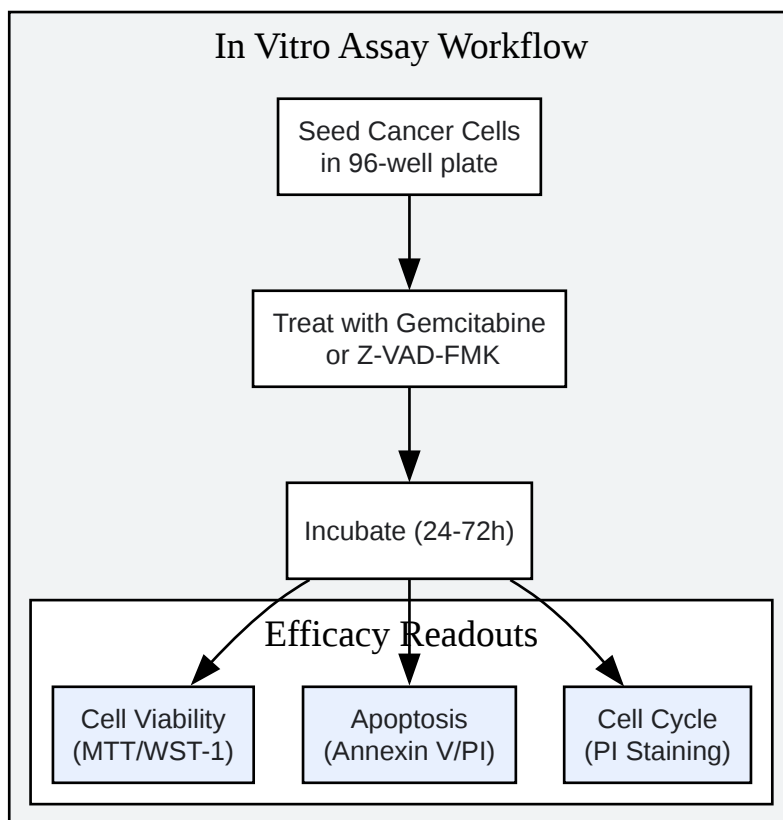 In Vitro Assay Workflow
Seed Cancer Cells
in 96-well plate
Treat with Gemcitabine
or Z-VAD-FMK
Incubate (24-72h)
Efficacy Readouts
Cell Viability
(MTT/WST-1)
Apoptosis
(Annexin V/PI)
Cell Cycle
(PI Staining)